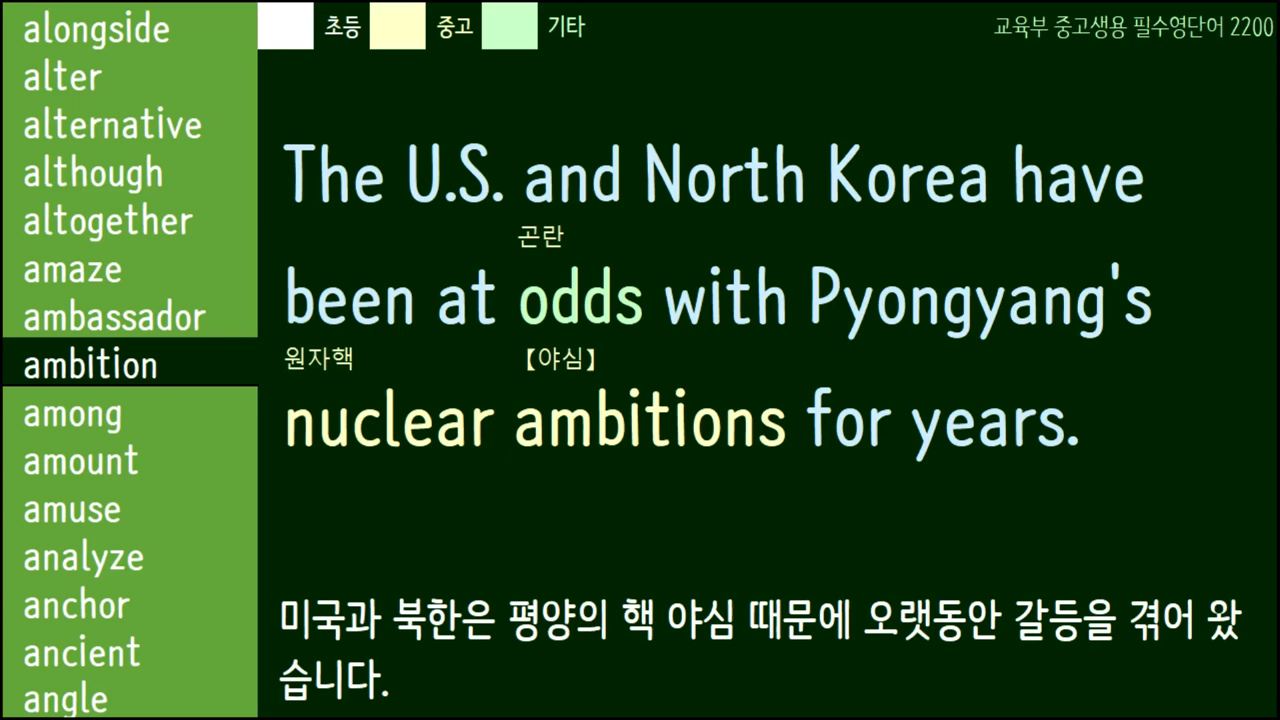 alongside
alter
alternative
although
altogether
amaze
ambassador
ambition
among
amount
amuse
analyze
anchor
ancient
angle
초등 중고 기타
교육부 중고생용 필수영단어 2200
The U.S. and North Korea have
곤란
been at odds with Pyongyang's
원자핵 【야심】
nuclear ambitions for years.
미국과 북한은 평양의 핵 야심 때문에 오랫동안 갈등을 겪어 왔
습니다.